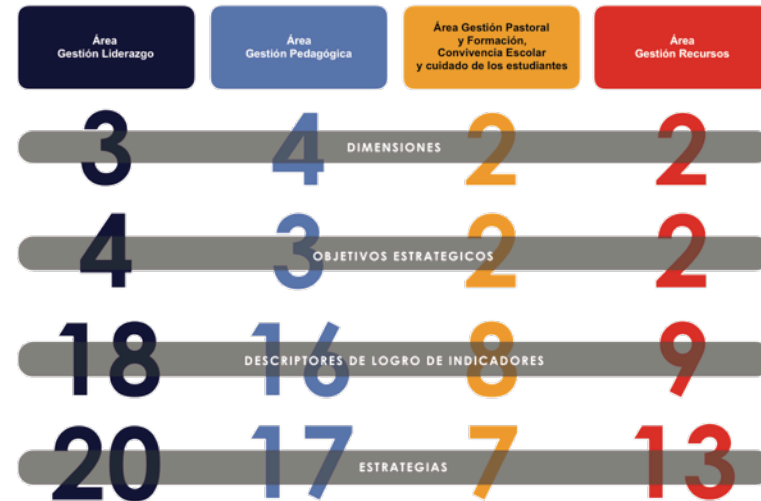 Área
Gestión Liderazgo
Área
Gestión Pedagógica
Área Gestión Pastoral
y Formación,
Convivencia Escolar
y cuidado de los estudiantes
Área
Gestión Recursos
3 4 2 2
DIMENSIONES
4 3 2 2
OBJETIVOS ESTRATEGICOS
18 16 8 9
DESCRIPTORES DE LOGRO DE INDICADORES
20 17 7 13
ESTRATEGIAS